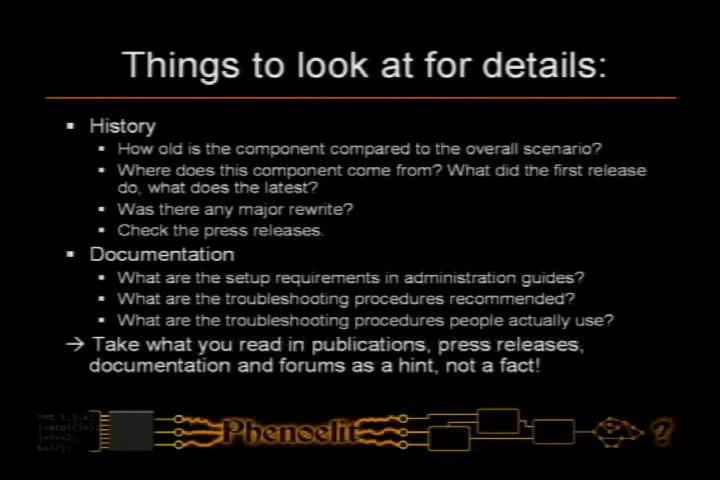 Things to look at for details:
▪ History
▪ How old is the component compared to the overall scenario?
▪ Where does this component come from? What did the first release
do, what does the latest?
▪ Was there any major rewrite?
▪ Check the press releases.
▪ Documentation
▪ What are the setup requirements in administration guides?
▪ What are the troubleshooting procedures recommended?
▪ What are the troubleshooting procedures people actually use?
→ Take what you read in publications, press releases,
documentation and forums as a hint, not a fact!
Phenoelit
?